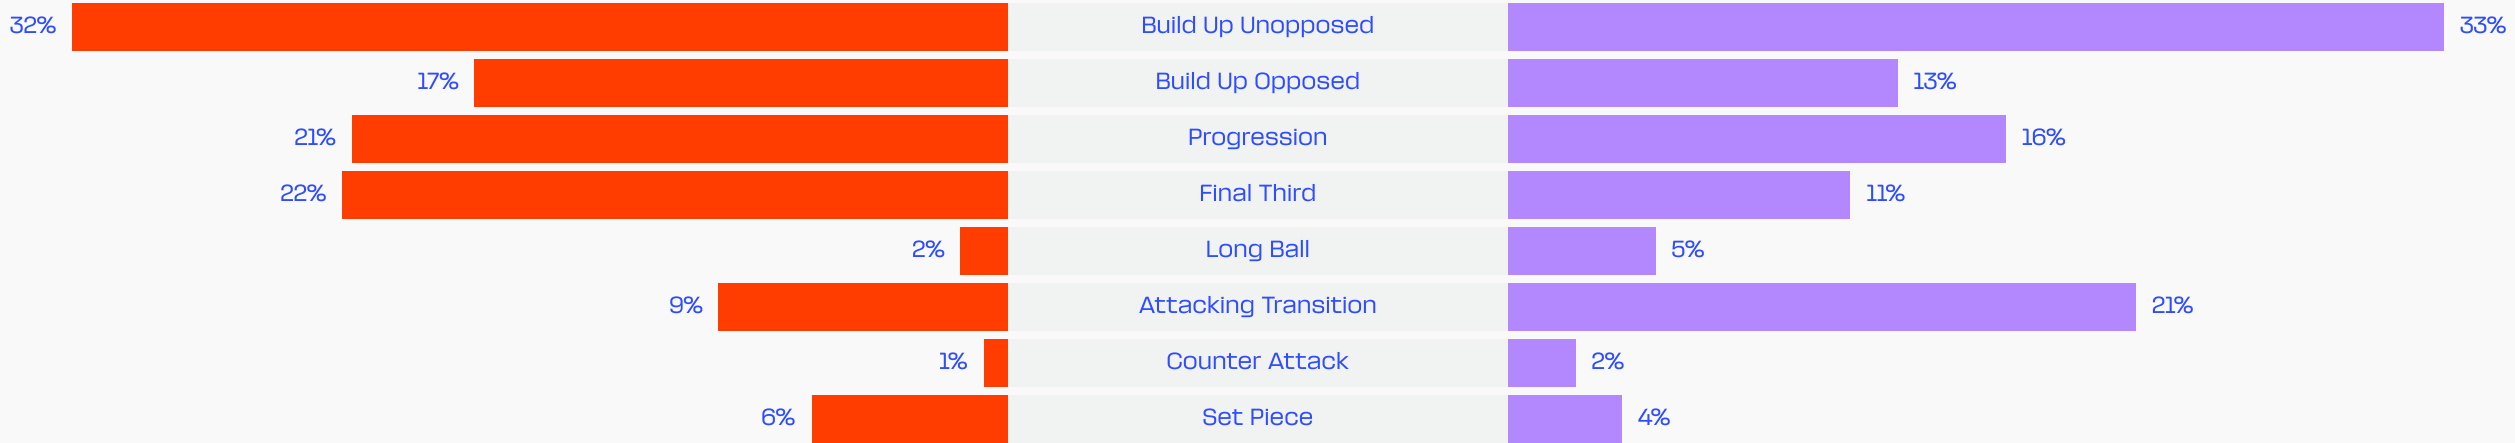 32% Build Up Unopposed 33%
17% Build Up Opposed 13%
21% Progression 16%
22% Final Third 11%
2% Long Ball 5%
9% Attacking Transition 21%
1% Counter Attack 2%
6% Set Piece 4%